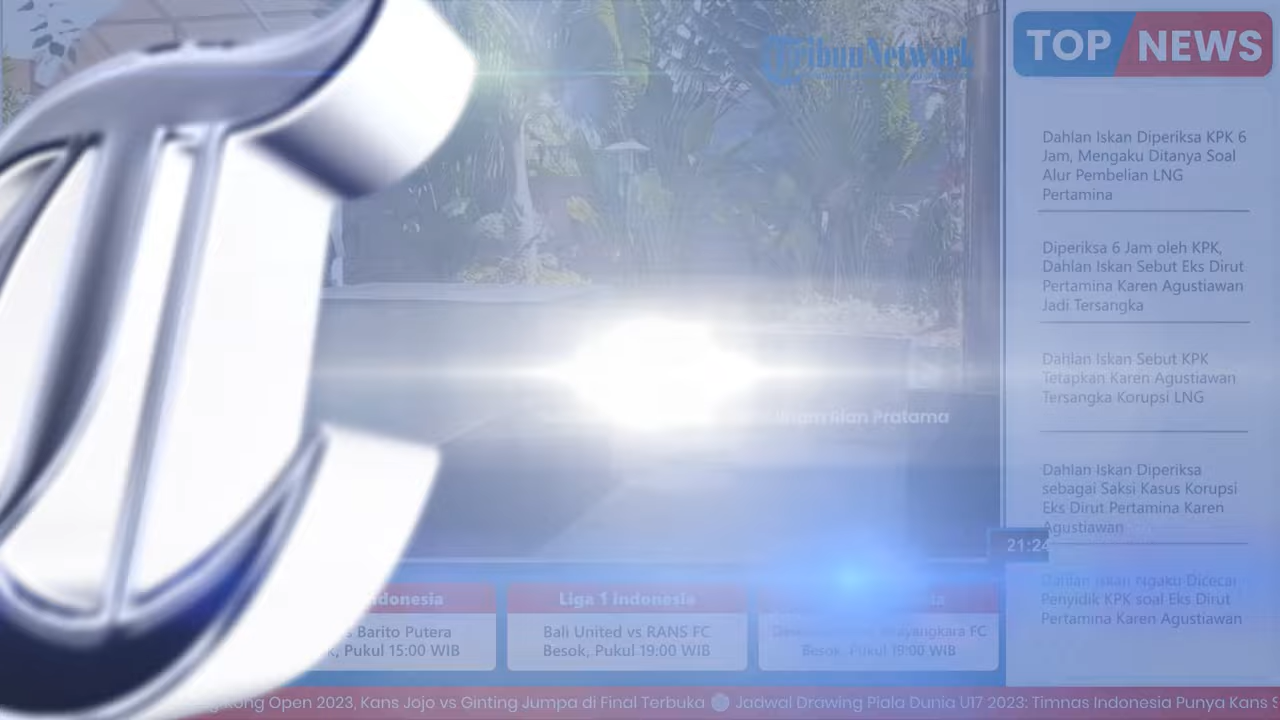 Tribun Network
TOP NEWS
Dahlan Iskan Diperiksa KPK 6
Jam, Mengaku Ditanya Soal
Alur Pembelian LNG
Pertamina
Diperiksa 6 Jam oleh KPK,
Dahlan Iskan Sebut Eks Dirut
Pertamina Karen Agustiawan
Jadi Tersangka
Dahlan Iskan Sebut KPK
Tetapkan Karen Agustiawan
Tersangka Korupsi LNG
Dahlan Iskan Diperiksa
sebagai Saksi Kasus Korupsi
Eks Dirut Pertamina Karen
Agustiawan
Dahlan Iskan Ngaku Dicecar
Penyidik KPK soal Eks Dirut
Pertamina Karen Agustiawan
Pratama
21:24
donesia
Barito Putera
Pukul 15:00 WIB
Liga 1 Indonesia
Bali United vs RANS FC
Besok, Pukul 19:00 WIB
FC
Besok, Pukul 19:00 WIB
Open 2023, Kans Jojo vs Ginting Jumpa di Final Terbuka Jadwal Drawing Piala Dunia U17 2023: Timnas Indonesia Punya Kans S